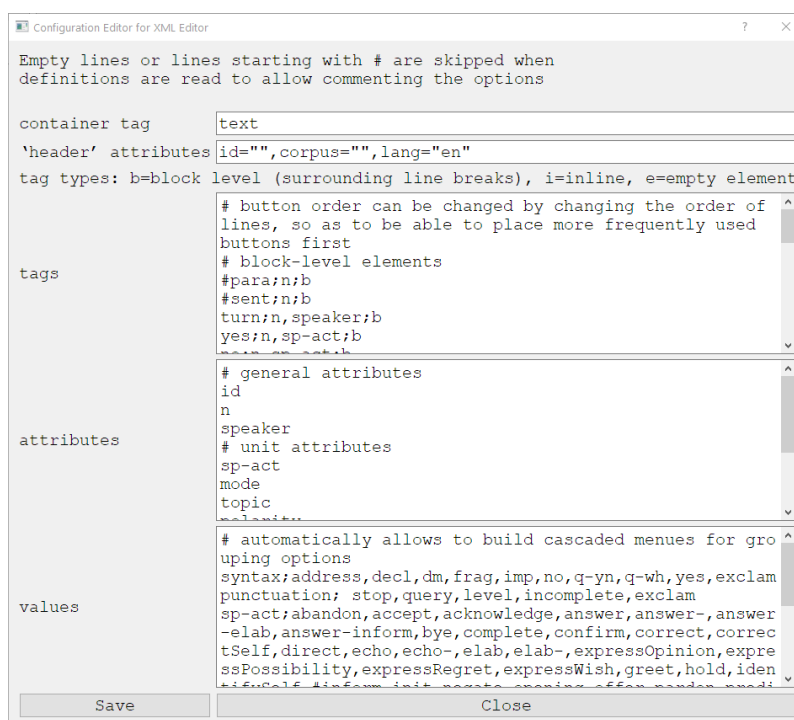 Configuration Editor for XML Editor
Empty lines or lines starting with # are skipped when
definitions are read to allow commenting the options
container tag
text
‘header’ attributes
id="",corpus="",lang="en"
tag types: b=block level (surrounding line breaks), i=inline, e=empty element
tags
# button order can be changed by changing the order of
lines, so as to be able to place more frequently used
buttons first
# block-level elements
#para;n;b
#sent;n;b
turn;n,speaker;b
yes;n,sp-act;b
no;n,sp-act;b
attributes
# general attributes
id
n
speaker
# unit attributes
sp-act
mode
topic
polarity
values
# automatically allows to build cascaded menues for gro
uping options
syntax;address,decl,dm,frag,imp,no,q-yn,q-wh,yes,exclam
punctuation; stop,query,level,incomplete,exclam
sp-act;abandon,accept,acknowledge,answer,answer-,answer
-elab,answer-inform,bye,complete,confirm,correct,correc
tSelf,direct,echo,echo-,elab,elab-,expressOpinion,expre
ssPossibility,expressRegret,expressWish,greet,hold,iden
Save
Close